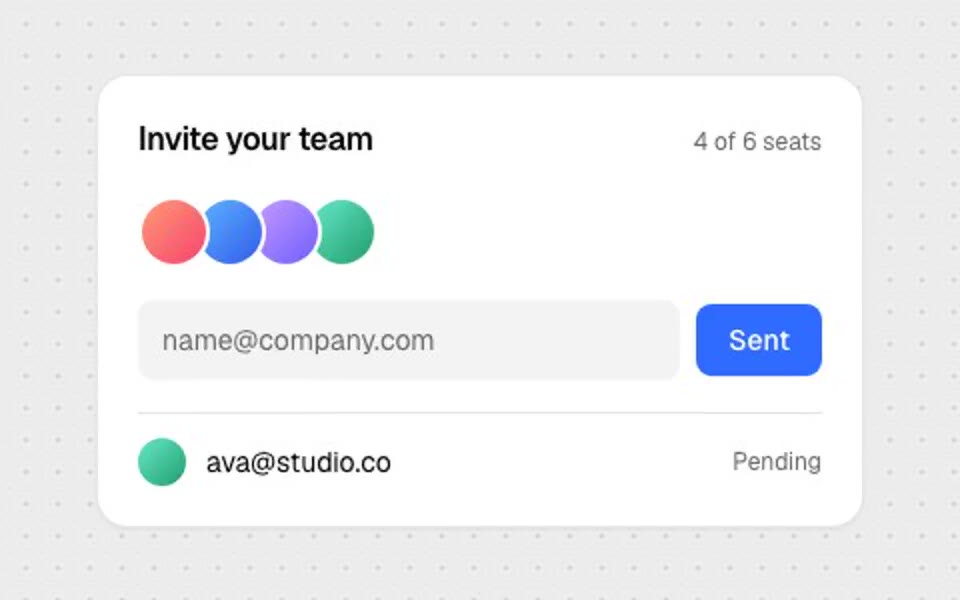 Invite your team
4 of 6 seats
name@company.com
Sent
ava@studio.co
Pending